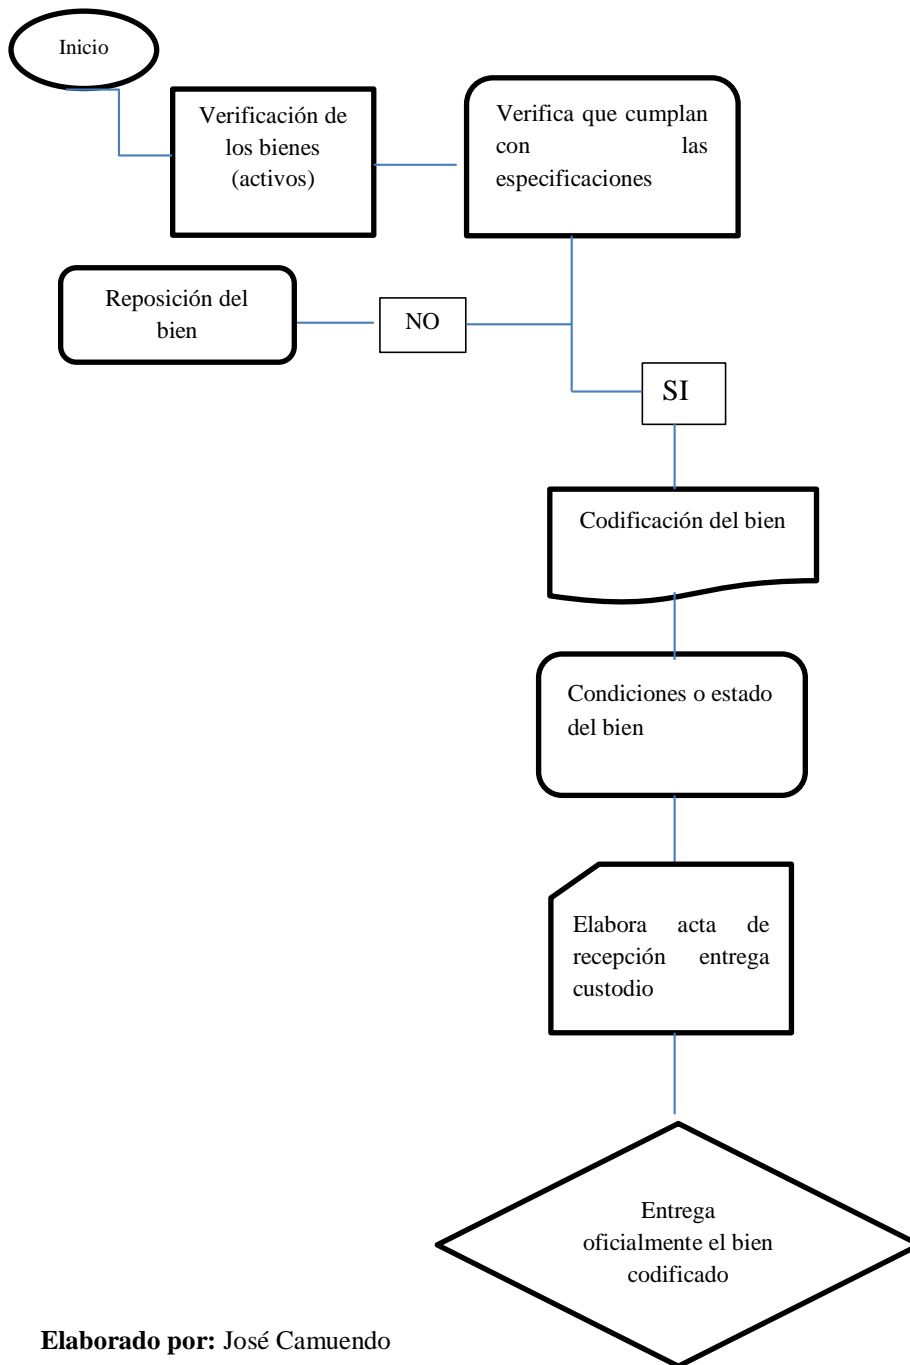 Inicio
Verificación de
los bienes
(activos)
Verifica que cumplan
con las
especificaciones
Reposición del
bien
NO
SI
Codificación del bien
Condiciones o estado
del bien
Elabora acta de
recepción entrega
custodio
Entrega
oficialmente el bien
codificado
Elaborado por: José Camuendo